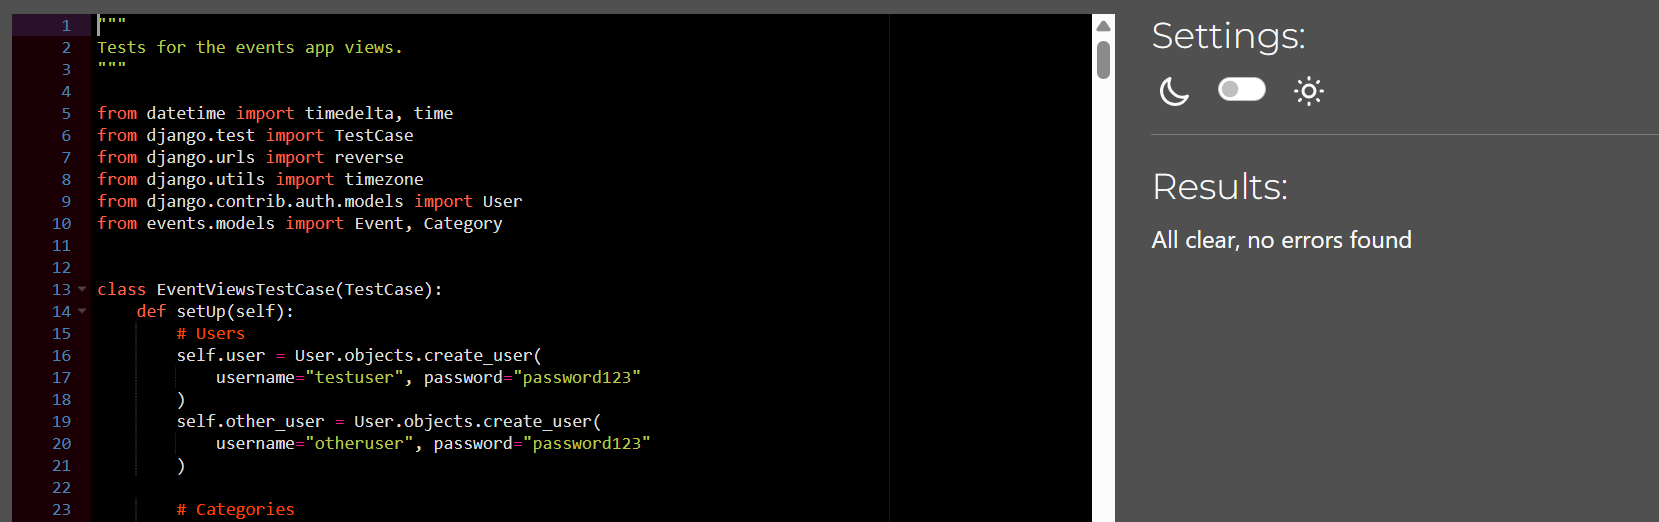 1 """
2 Tests for the events app views.
3 """
4
5 from datetime import timedelta, time
6 from django.test import TestCase
7 from django.urls import reverse
8 from django.utils import timezone
9 from django.contrib.auth.models import User
10 from events.models import Event, Category
11
12
13 class EventViewsTestCase(TestCase):
14     def setUp(self):
15         # Users
16         self.user = User.objects.create_user(
17             username="testuser", password="password123"
18         )
19         self.other_user = User.objects.create_user(
20             username="otheruser", password="password123"
21         )
22
23         # Categories
Settings:
Results:
All clear, no errors found